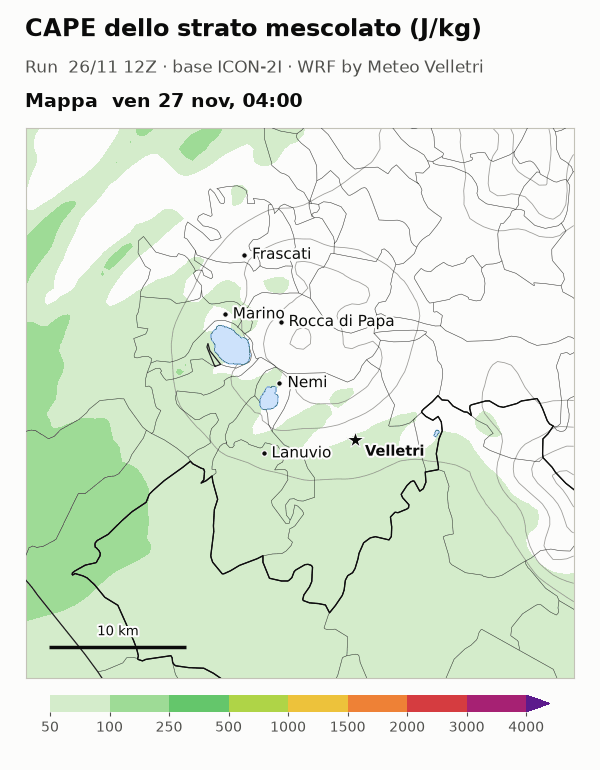 CAPE dello strato mescolato (J/kg)
Run  26/11 12Z · base ICON-2I · WRF by Meteo Velletri
Mappa  ven 27 nov, 04:00
Frascati
Marino
Rocca di Papa
Nemi
Velletri
Lanuvio
10 km
50 100 250 500 1000 1500 2000 3000 4000